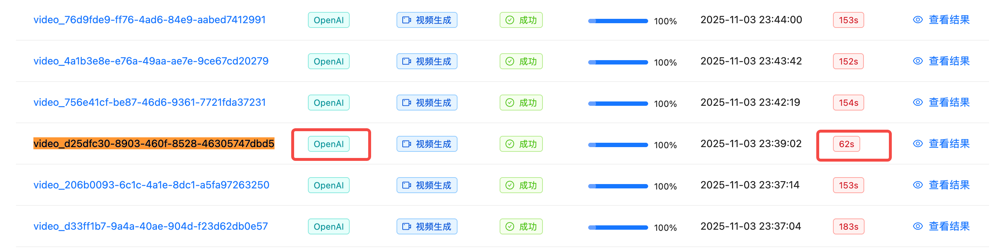 video_76d9fde9-ff76-4ad6-84e9-aabed7412991 OpenAI 视频生成 成功 100% 2025-11-03 23:44:00 153s 查看结果
video_4a1b3e8e-e76a-49aa-ae7e-9ce67cd20279 OpenAI 视频生成 成功 100% 2025-11-03 23:43:42 152s 查看结果
video_756e41cf-be87-46d6-9361-7721fda37231 OpenAI 视频生成 成功 100% 2025-11-03 23:42:19 154s 查看结果
video_d25dfc30-8903-460f-8528-46305747dbd5 OpenAI 视频生成 成功 100% 2025-11-03 23:39:02 62s 查看结果
video_206b0093-6c1c-4a1e-8dc1-a5fa97263250 OpenAI 视频生成 成功 100% 2025-11-03 23:37:14 153s 查看结果
video_d33ff1b7-9a4a-40ae-904d-f23d62db0e57 OpenAI 视频生成 成功 100% 2025-11-03 23:37:04 183s 查看结果